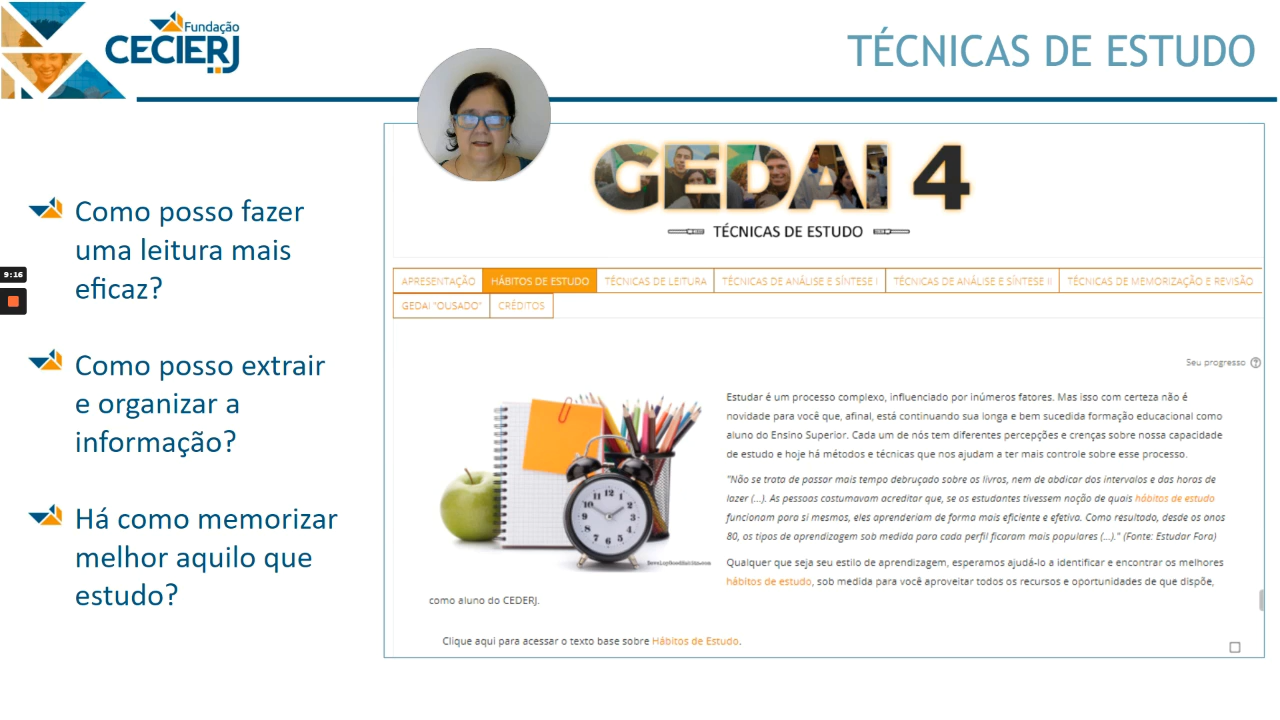 Fundação
CECIERJ
TÉCNICAS DE ESTUDO
Como posso fazer
uma leitura mais
eficaz?
9:16
Como posso extrair
e organizar a
informação?
Há como memorizar
melhor aquilo que
estudo?
GEDAI 4
TÉCNICAS DE ESTUDO
APRESENTAÇÃO HÁBITOS DE ESTUDO TÉCNICAS DE LEITURA TÉCNICAS DE ANÁLISE E SÍNTESE I TÉCNICAS DE ANÁLISE E SÍNTESE II TÉCNICAS DE MEMORIZAÇÃO E REVISÃO
GEDAI "OUSADO" CRÉDITOS
Seu progresso
Estudar é um processo complexo, influenciado por inúmeros fatores. Mas isso com certeza não é
novidade para você que, afinal, está continuando sua longa e bem sucedida formação educacional como
aluno do Ensino Superior. Cada um de nós tem diferentes percepções e crenças sobre nossa capacidade
de estudo e hoje há métodos e técnicas que nos ajudam a ter mais controle sobre esse processo.
"Não se trata de passar mais tempo debruçado sobre os livros, nem de abdicar dos intervalos e das horas de
lazer (...). As pessoas costumavam acreditar que, se os estudantes tivessem noção de quais hábitos de estudo
funcionam para si mesmos, eles aprenderiam de forma mais eficiente e efetiva. Como resultado, desde os anos
80, os tipos de aprendizagem sob medida para cada perfil ficaram mais populares (...)." (Fonte: Estudar Fora)
Qualquer que seja seu estilo de aprendizagem, esperamos ajudá-lo a identificar e encontrar os melhores
hábitos de estudo, sob medida para você aproveitar todos os recursos e oportunidades de que dispõe,
como aluno do CEDERJ.
Clique aqui para acessar o texto base sobre Hábitos de Estudo.